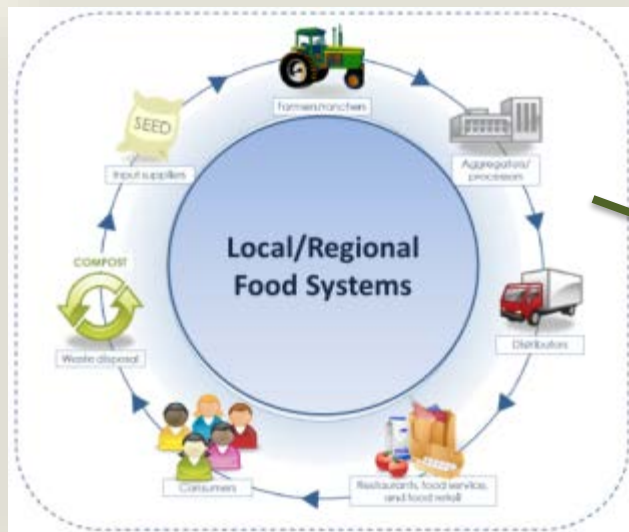 Farmers/ranchers
SEED
Input suppliers
Aggregators/
processors
Local/Regional
Food Systems
COMPOST
Waste disposal
Distributors
Consumers
Restaurants, food service,
and food retail